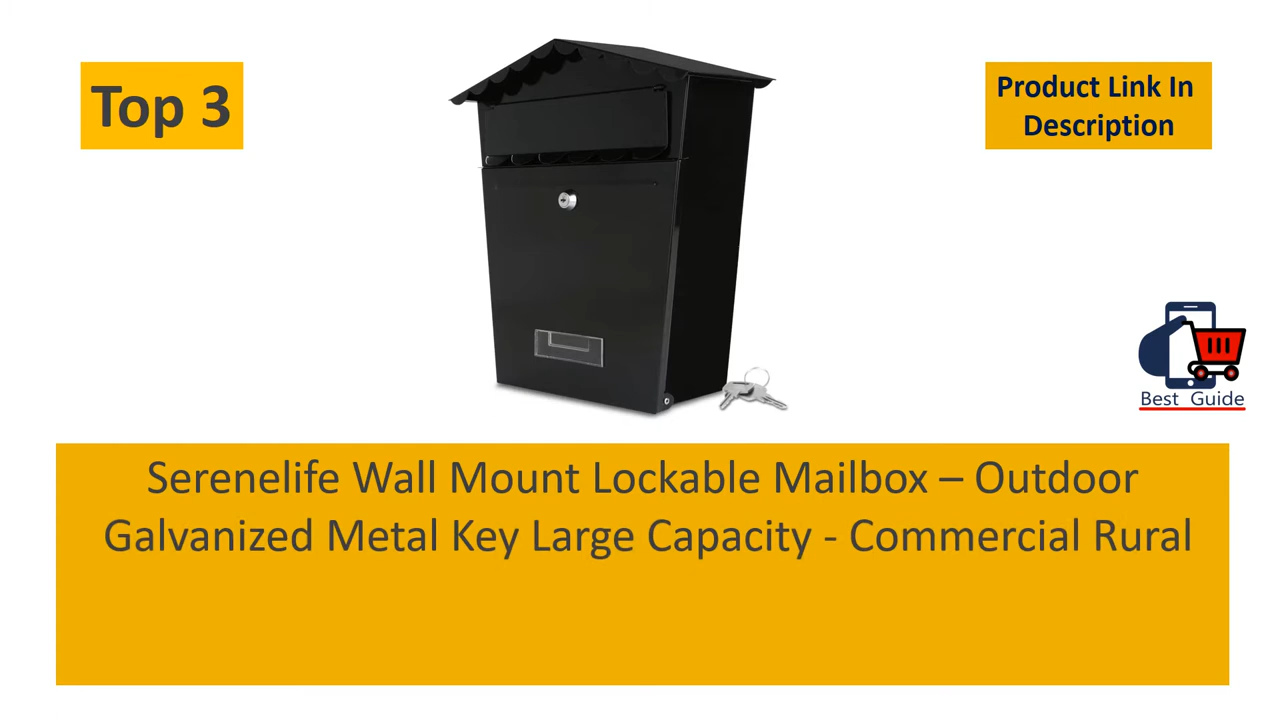 Top 3
Product Link In
Description
Best Guide
Serenelife Wall Mount Lockable Mailbox – Outdoor
Galvanized Metal Key Large Capacity - Commercial Rural